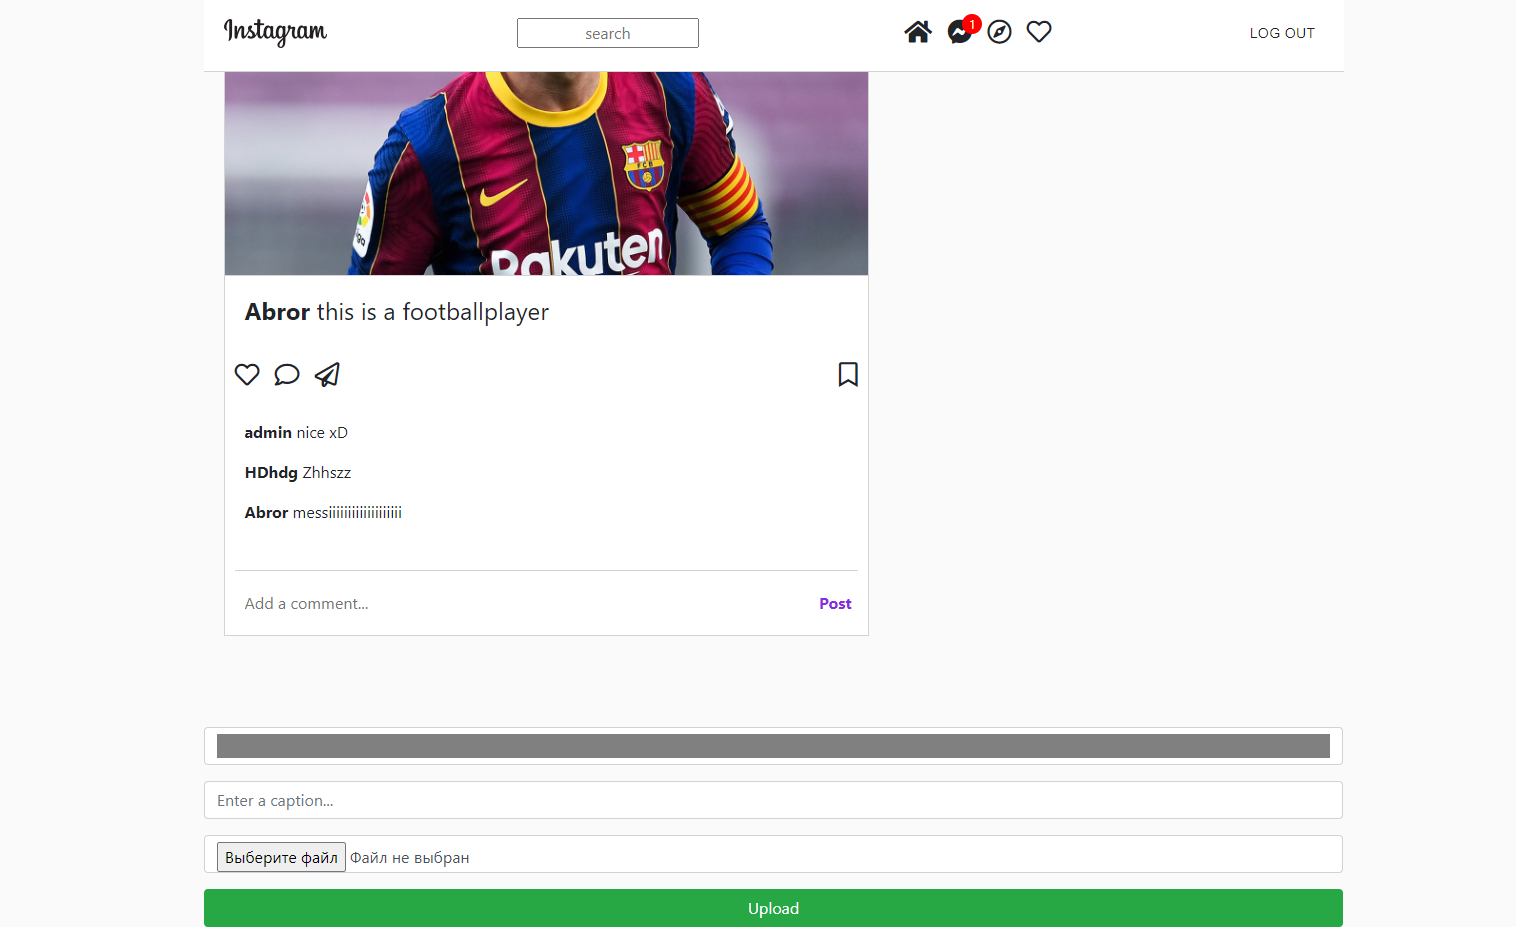 Instagram
search
1
LOG OUT
FCB
Rakuten
Abror this is a footballplayer
admin nice xD
HDhdg Zhhszz
Abror messiiiiiiiiiiiiiiiiiii
Add a comment... Post
Enter a caption...
Выберите файл Файл не выбран
Upload